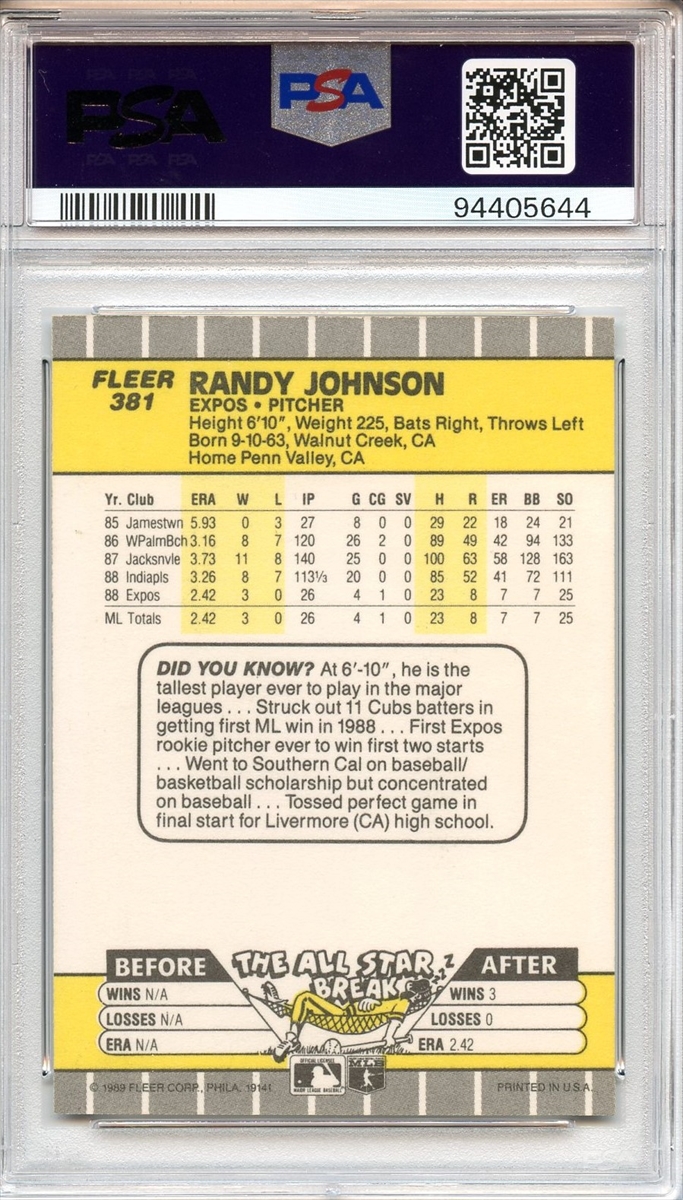 PSA
PSA
94405644
FLEER
381
RANDY JOHNSON
EXPOS • PITCHER
Height 6'10", Weight 225, Bats Right, Throws Left
Born 9-10-63, Walnut Creek, CA
Home Penn Valley, CA
Yr. Club ERA W L IP G CG SV H R ER BB SO
85 Jamestwn 5.93 0 3 27 8 0 0 29 22 18 24 21
86 WPalmBch 3.16 8 7 120 26 2 0 89 49 42 94 133
87 Jacksnvle 3.73 11 8 140 25 0 0 100 63 58 128 163
88 Indiapls 3.26 8 7 113⅓ 20 0 0 85 52 41 72 111
88 Expos 2.42 3 0 26 4 1 0 23 8 7 7 25
ML Totals 2.42 3 0 26 4 1 0 23 8 7 7 25
DID YOU KNOW? At 6'-10", he is the
tallest player ever to play in the major
leagues . . . Struck out 11 Cubs batters in
getting first ML win in 1988 . . . First Expos
rookie pitcher ever to win first two starts
. . . Went to Southern Cal on baseball/
basketball scholarship but concentrated
on baseball . . . Tossed perfect game in
final start for Livermore (CA) high school.
BEFORE
WINS N/A
LOSSES N/A
ERA N/A
THE ALL STAR
BREAK
ZZZ
AFTER
WINS 3
LOSSES 0
ERA 2.42
OFFICIAL LICENSEE
MAJOR LEAGUE BASEBALL
© 1989 FLEER CORP., PHILA. 19141
PRINTED IN U.S.A.